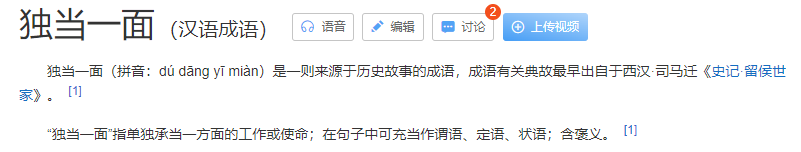 独当一面（汉语成语） 语音 编辑 讨论 2 上传视频
独当一面（拼音：dú dāng yī miàn）是一则来源于历史故事的成语，成语有关典故最早出自于西汉·司马迁《史记·留侯世
家》。 [1]
“独当一面”指单独承当一方面的工作或使命；在句子中可充当作谓语、定语、状语；含褒义。 [1]